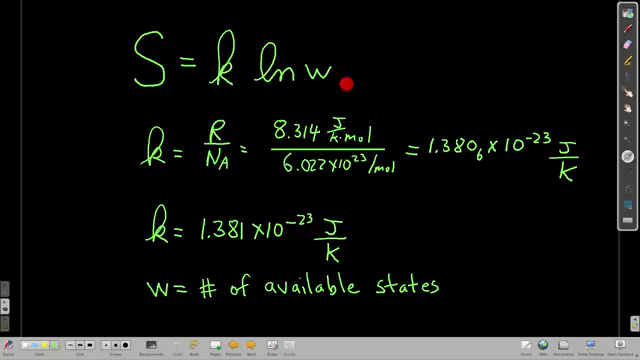 S = k ln w
k = R/N_A = 8.314 J/K·mol / 6.022×10^23/mol = 1.3806×10^-23 J/K
k = 1.381×10^-23 J/K
w = # of available states